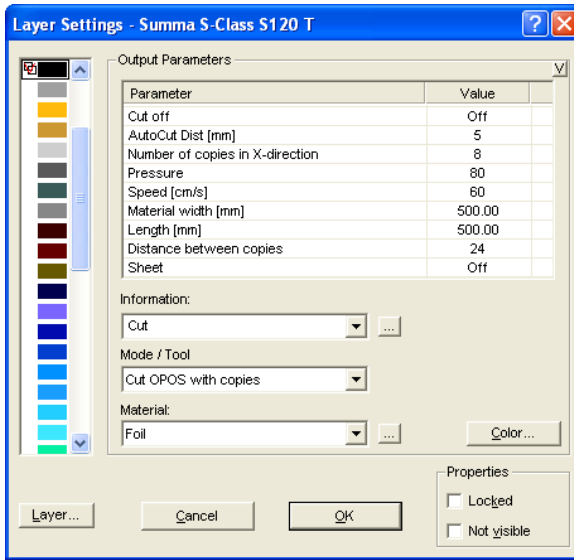 Layer Settings - Summa S-Class S120 T
Output Parameters
V
Parameter Value
Cut off Off
AutoCut Dist [mm] 5
Number of copies in X-direction 8
Pressure 80
Speed [cm/s] 60
Material width [mm] 500.00
Length [mm] 500.00
Distance between copies 24
Sheet Off
Information:
Cut
...
Mode / Tool
Cut OPOS with copies
Material:
Foil
...
Color...
Properties
Locked
Not visible
Layer...
Cancel
OK